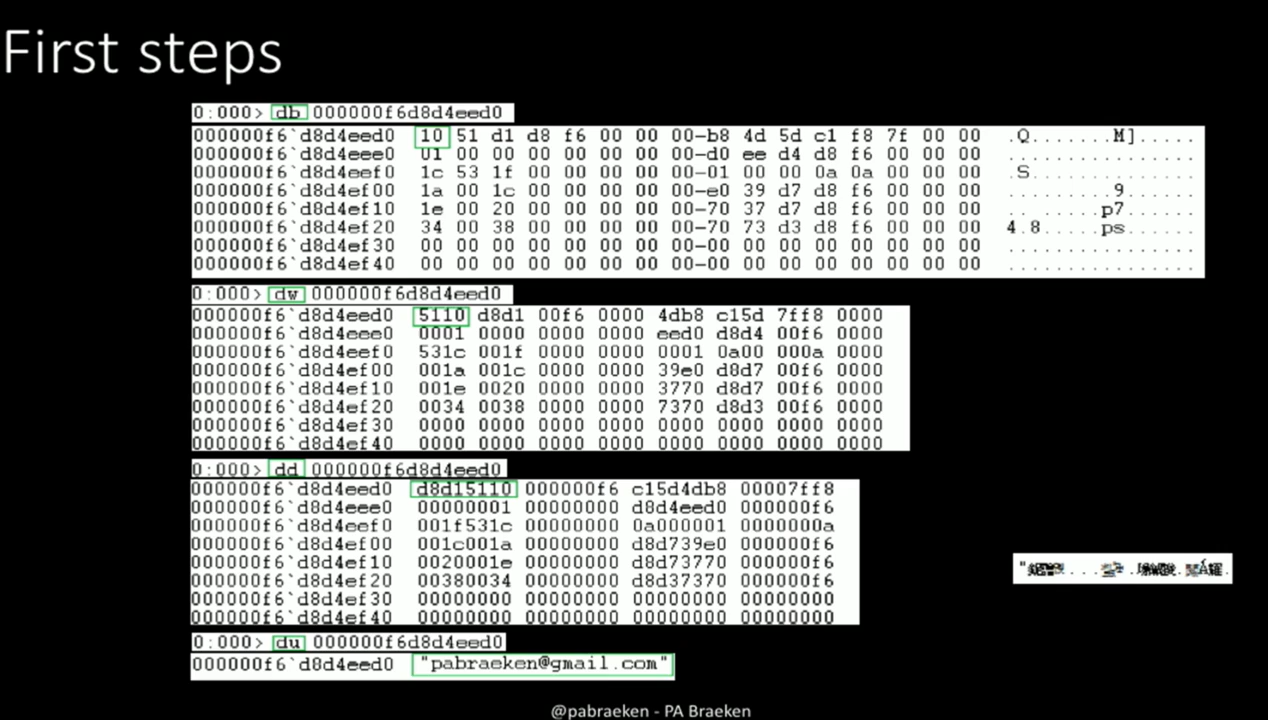 First steps
0:000> db 000000f6d8d4eed0
000000f6`d8d4eed0 10 51 d1 d8 f6 00 00 00-b8 4d 5d c1 f8 7f 00 00 .Q.......M].....
000000f6`d8d4eee0 01 00 00 00 00 00 00 00-d0 ee d4 d8 f6 00 00 00 ................
000000f6`d8d4eef0 1c 53 1f 00 00 00 00 00-01 00 00 0a 0a 00 00 00 .S..............
000000f6`d8d4ef00 1a 00 1c 00 00 00 00 00-e0 39 d7 d8 f6 00 00 00 .........9......
000000f6`d8d4ef10 1e 00 20 00 00 00 00 00-70 37 d7 d8 f6 00 00 00 .. .....p7......
000000f6`d8d4ef20 34 00 38 00 00 00 00 00-70 73 d3 d8 f6 00 00 00 4.8.....ps......
000000f6`d8d4ef30 00 00 00 00 00 00 00 00-00 00 00 00 00 00 00 00 ................
000000f6`d8d4ef40 00 00 00 00 00 00 00 00-00 00 00 00 00 00 00 00 ................
0:000> dw 000000f6d8d4eed0
000000f6`d8d4eed0 5110 d8d1 00f6 0000 4db8 c15d 7ff8 0000
000000f6`d8d4eee0 0001 0000 0000 0000 eed0 d8d4 00f6 0000
000000f6`d8d4eef0 531c 001f 0000 0000 0001 0a00 000a 0000
000000f6`d8d4ef00 001a 001c 0000 0000 39e0 d8d7 00f6 0000
000000f6`d8d4ef10 001e 0020 0000 0000 3770 d8d7 00f6 0000
000000f6`d8d4ef20 0034 0038 0000 0000 7370 d8d3 00f6 0000
000000f6`d8d4ef30 0000 0000 0000 0000 0000 0000 0000 0000
000000f6`d8d4ef40 0000 0000 0000 0000 0000 0000 0000 0000
0:000> dd 000000f6d8d4eed0
000000f6`d8d4eed0 d8d15110 000000f6 c15d4db8 00007ff8
000000f6`d8d4eee0 00000001 00000000 d8d4eed0 000000f6
000000f6`d8d4eef0 001f531c 00000000 0a000001 0000000a
000000f6`d8d4ef00 001c001a 00000000 d8d739e0 000000f6
000000f6`d8d4ef10 0020001e 00000000 d8d73770 000000f6
000000f6`d8d4ef20 00380034 00000000 d8d37370 000000f6
000000f6`d8d4ef30 00000000 00000000 00000000 00000000
000000f6`d8d4ef40 00000000 00000000 00000000 00000000
0:000> du 000000f6d8d4eed0
000000f6`d8d4eed0 "pabraeken@gmail.com"
@pabraeken - PA Braeken